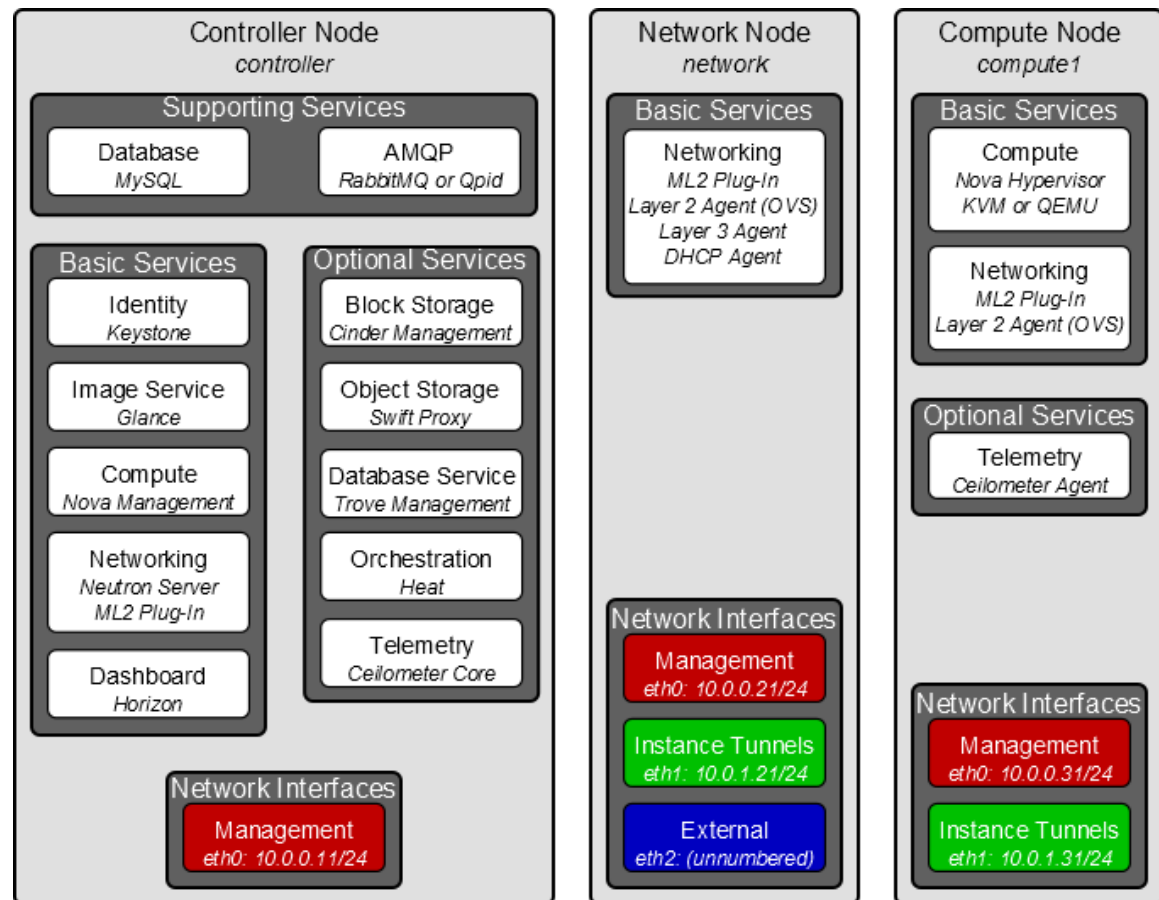 Controller Node
controller
Supporting Services
Database
MySQL
AMQP
RabbitMQ or Qpid
Basic Services
Identity
Keystone
Image Service
Glance
Compute
Nova Management
Networking
Neutron Server
ML2 Plug-In
Dashboard
Horizon
Optional Services
Block Storage
Cinder Management
Object Storage
Swift Proxy
Database Service
Trove Management
Orchestration
Heat
Telemetry
Ceilometer Core
Network Interfaces
Management
eth0: 10.0.0.11/24
Network Node
network
Basic Services
Networking
ML2 Plug-In
Layer 2 Agent (OVS)
Layer 3 Agent
DHCP Agent
Network Interfaces
Management
eth0: 10.0.0.21/24
Instance Tunnels
eth1: 10.0.1.21/24
External
eth2: (unnumbered)
Compute Node
compute1
Basic Services
Compute
Nova Hypervisor
KVM or QEMU
Networking
ML2 Plug-In
Layer 2 Agent (OVS)
Optional Services
Telemetry
Ceilometer Agent
Network Interfaces
Management
eth0: 10.0.0.31/24
Instance Tunnels
eth1: 10.0.1.31/24